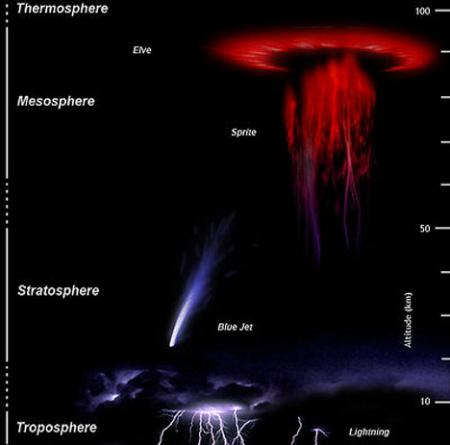 Thermosphere
100
Elve
Mesosphere
Sprite
50
Stratosphere
Altitude (km)
Blue Jet
10
Troposphere
Lightning